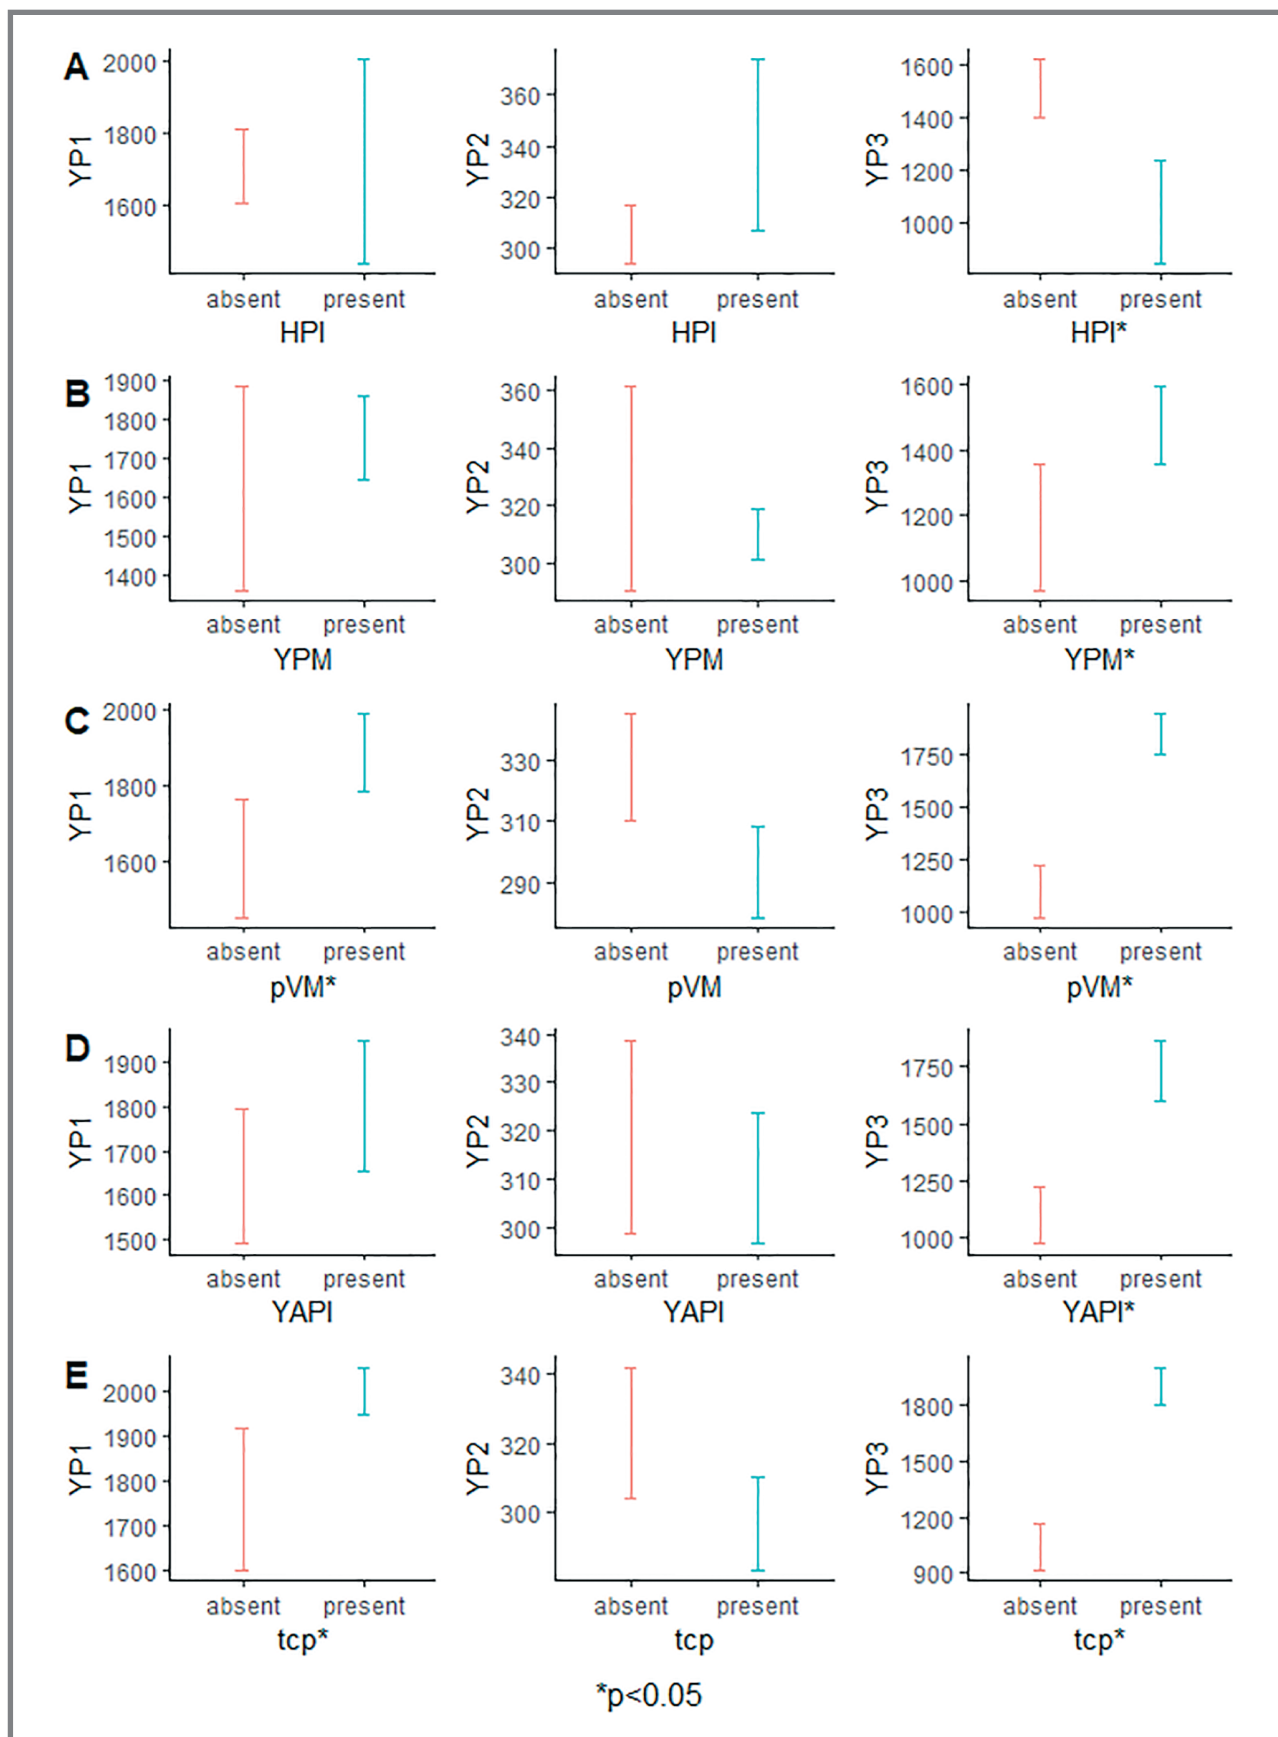 A
YP1
2000
1800
1600
absent present
HPI
YP2
360
340
320
300
absent present
HPI
YP3
1600
1400
1200
1000
absent present
HPI*
B
YP1
1900
1800
1700
1600
1500
1400
absent present
YPM
YP2
360
340
320
300
absent present
YPM
YP3
1600
1400
1200
1000
absent present
YPM*
C
YP1
2000
1800
1600
absent present
pVM*
YP2
330
310
290
absent present
pVM
YP3
1750
1500
1250
1000
absent present
pVM*
D
YP1
1900
1800
1700
1600
1500
absent present
YAPI
YP2
340
330
320
310
300
absent present
YAPI
YP3
1750
1500
1250
1000
absent present
YAPI*
E
YP1
2000
1900
1800
1700
1600
absent present
tcp*
YP2
340
320
300
absent present
tcp
YP3
1800
1500
1200
900
absent present
tcp*
*p<0.05